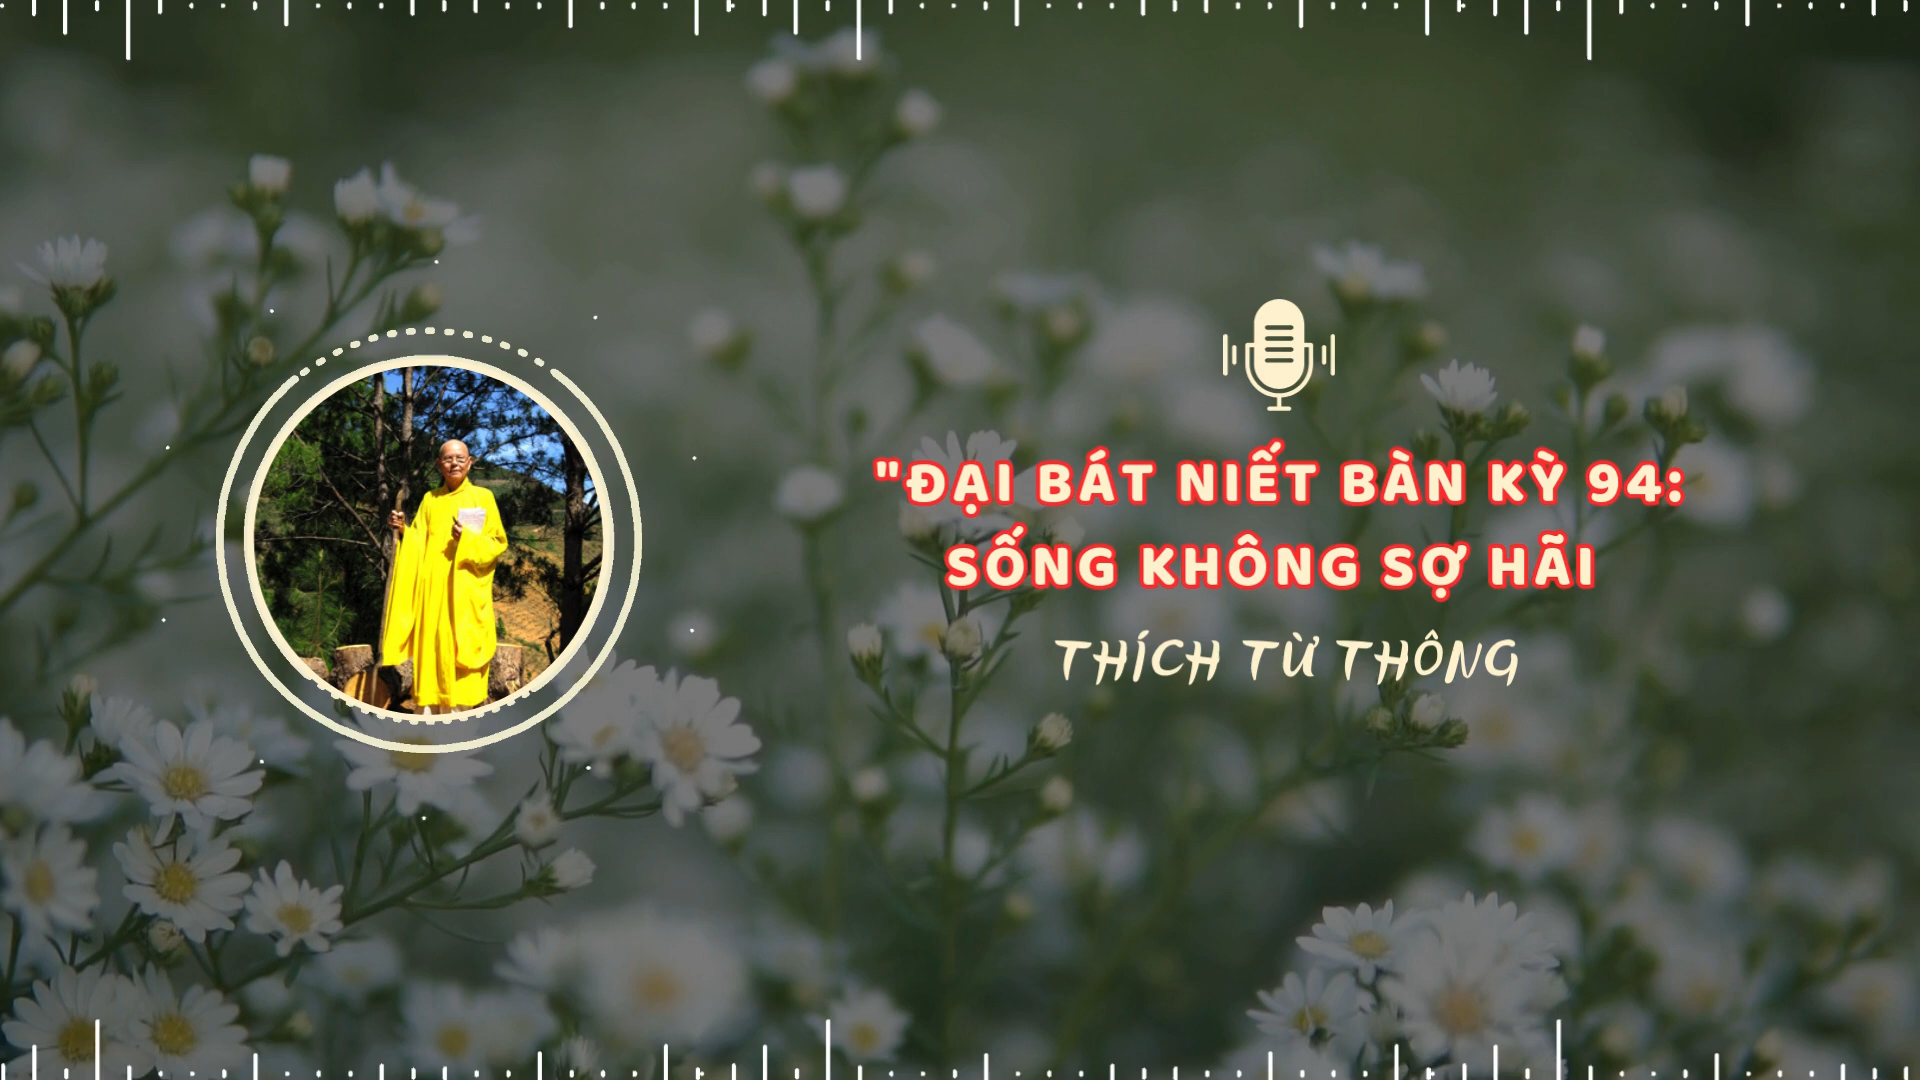 "ĐẠI BÁT NIẾT BÀN KỲ 94:
SỐNG KHÔNG SỢ HÃI
THÍCH TỪ THÔNG